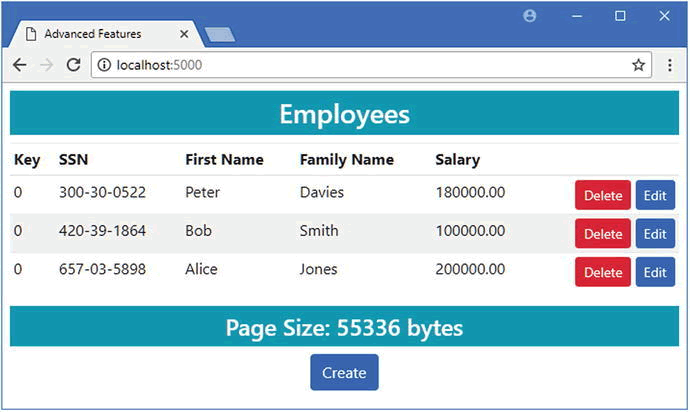 Advanced Features
localhost:5000
Employees
Key SSN First Name Family Name Salary
0 300-30-0522 Peter Davies 180000.00 Delete Edit
0 420-39-1864 Bob Smith 100000.00 Delete Edit
0 657-03-5898 Alice Jones 200000.00 Delete Edit
Page Size: 55336 bytes
Create